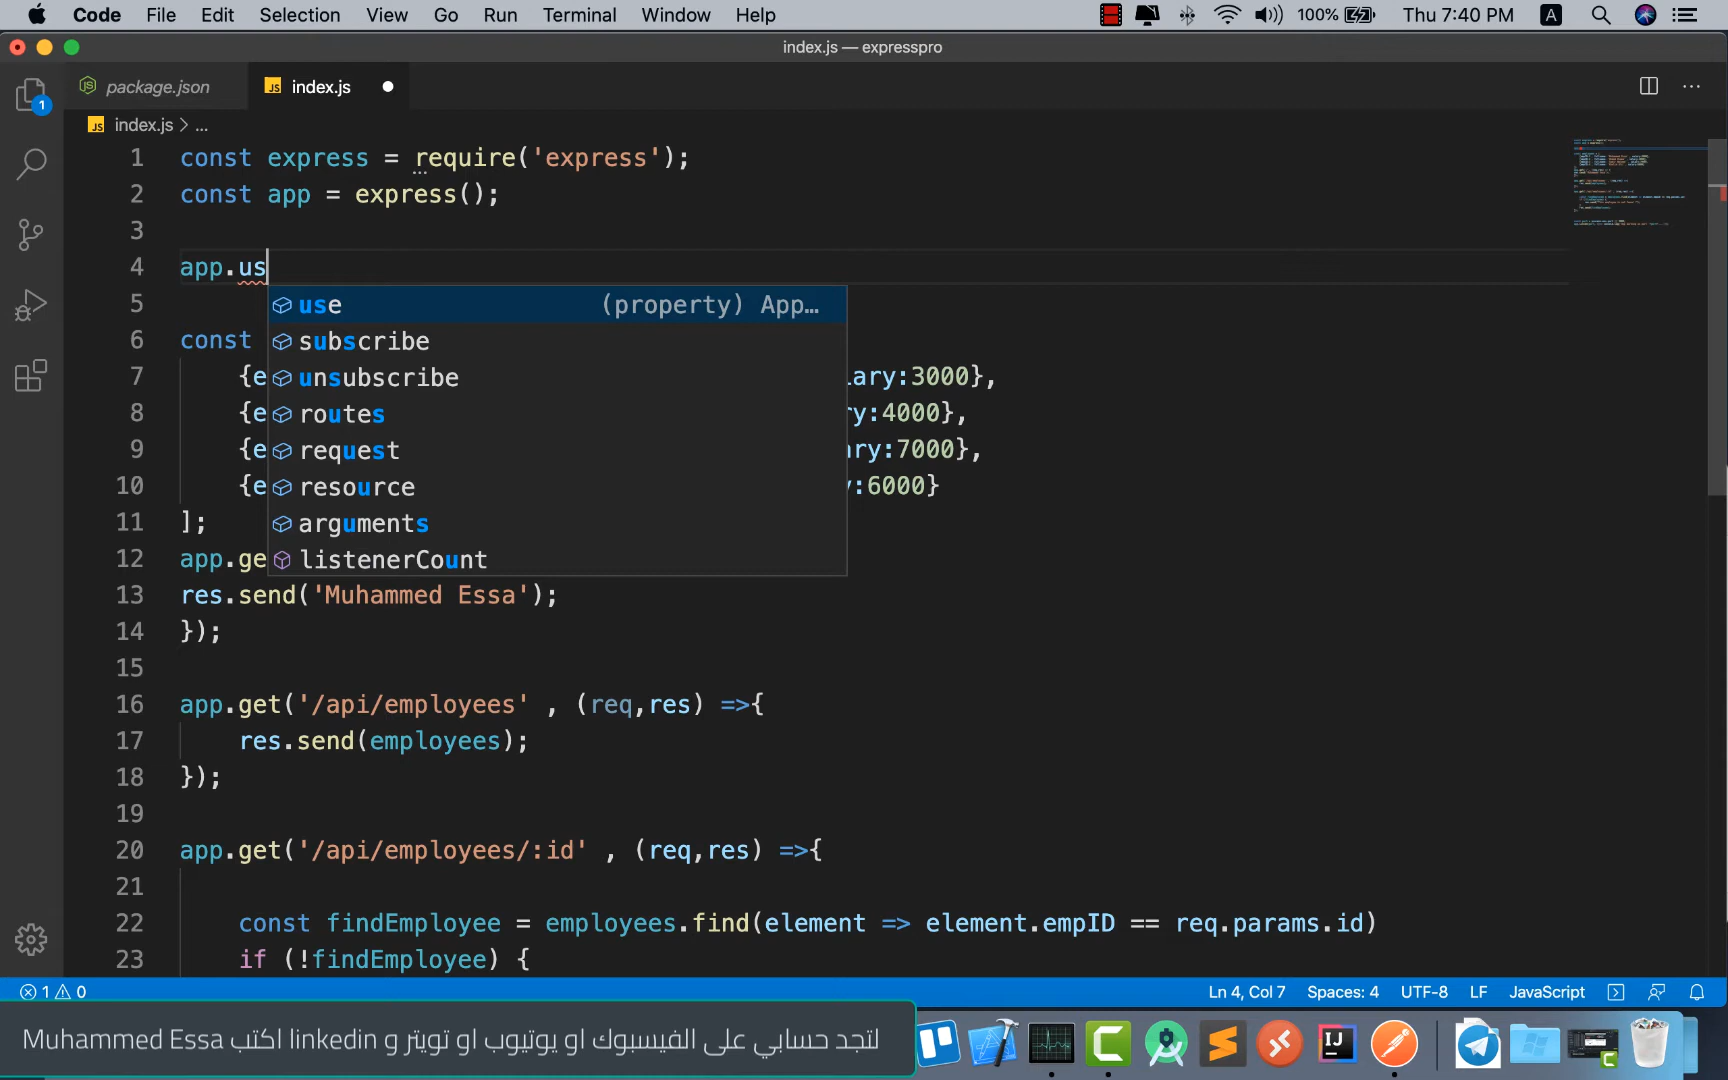 Code File Edit Selection View Go Run Terminal Window Help 100% Thu 7:40 PM A
index.js — expresspro
package.json
index.js
1
index.js > ...
1 const express = require('express');
2 const app = express();
3
4 app.us
5
use (property) App…
6 const
subscribe
7 {e
unsubscribe
ary:3000},
8 {e
routes
ry:4000},
9 {e
request
ary:7000},
10 {e
resource
y:6000}
11 ];
arguments
12 app.ge
listenerCount
13 res.send('Muhammed Essa');
14 });
15
16 app.get('/api/employees' , (req,res) =>{
17 res.send(employees);
18 });
19
20 app.get('/api/employees/:id' , (req,res) =>{
21
22 const findEmployee = employees.find(element => element.empID == req.params.id)
23 if (!findEmployee) {
1 0 Ln 4, Col 7 Spaces: 4 UTF-8 LF JavaScript
لتجد حسابي على الفيسبوك او يوتيوب او تويتر و linkedin اكتب Muhammed Essa
IJ